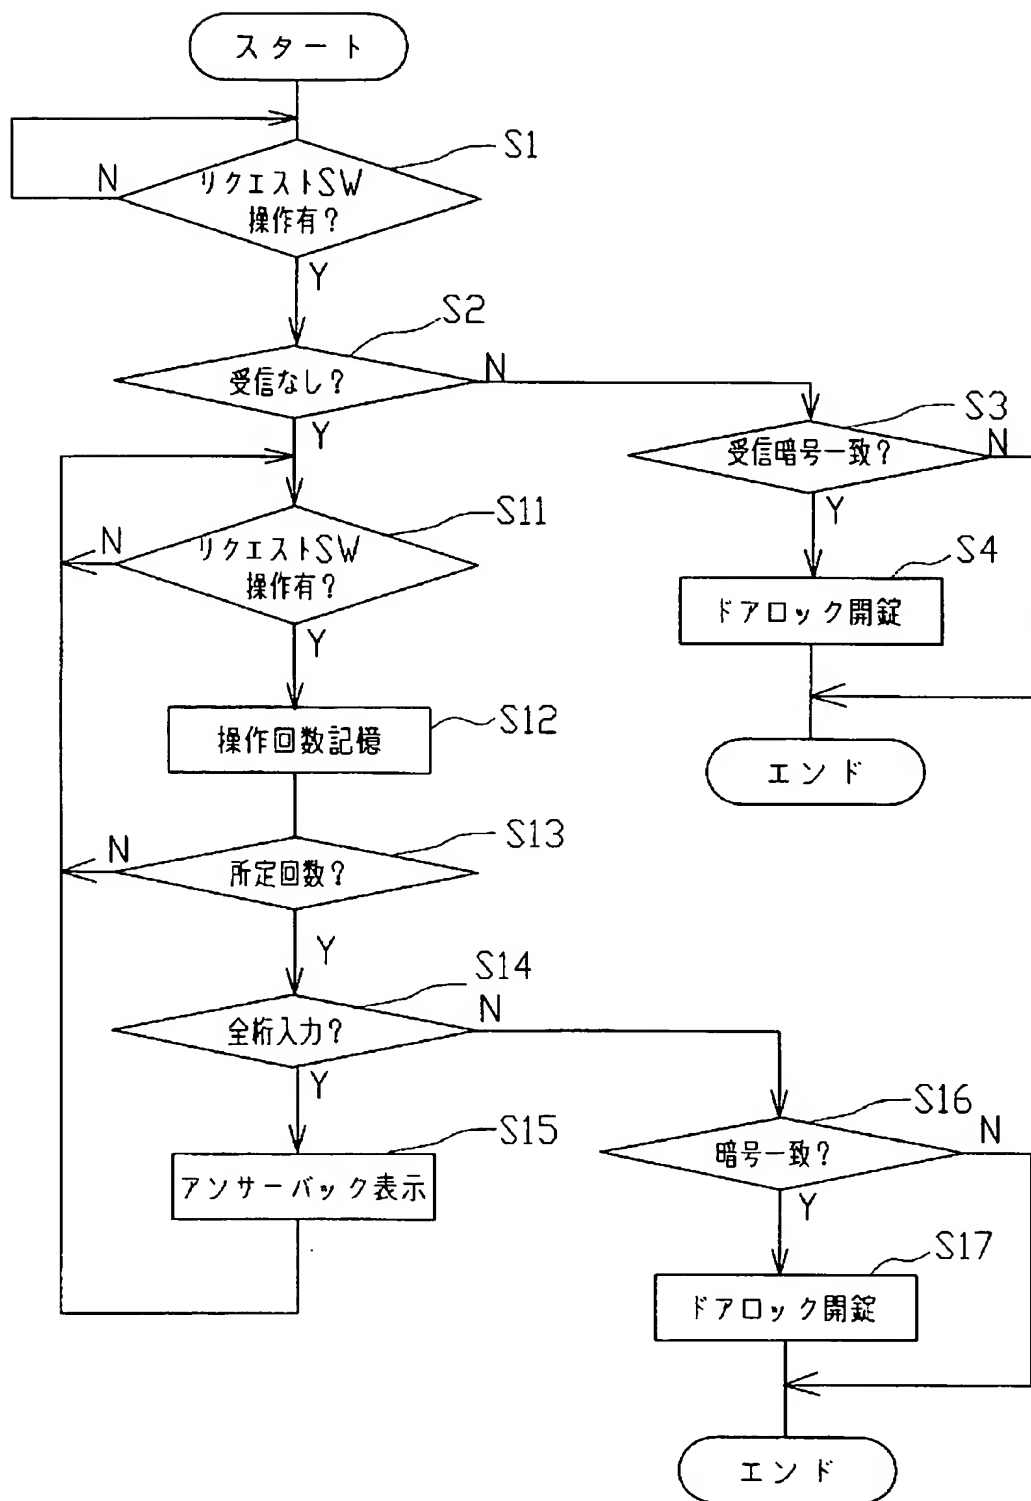 スタート
S1
N
リクエストSW
操作有?
Y
S2
受信なし?
N
Y
S3
受信暗号一致?
N
Y
S11
N
リクエストSW
操作有?
Y
S4
ドアロック開錠
S12
操作回数記憶
エンド
S13
N
所定回数?
Y
S14
全桁入力?
N
Y
S16
暗号一致?
N
Y
S15
アンサーバック表示
S17
ドアロック開錠
エンド